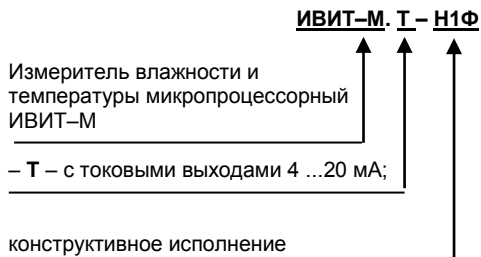 ИВИТ–М. Т – Н1Ф
Измеритель влажности и
температуры микропроцессорный
ИВИТ–М
– Т – с токовыми выходами 4 ...20 мА;
конструктивное исполнение